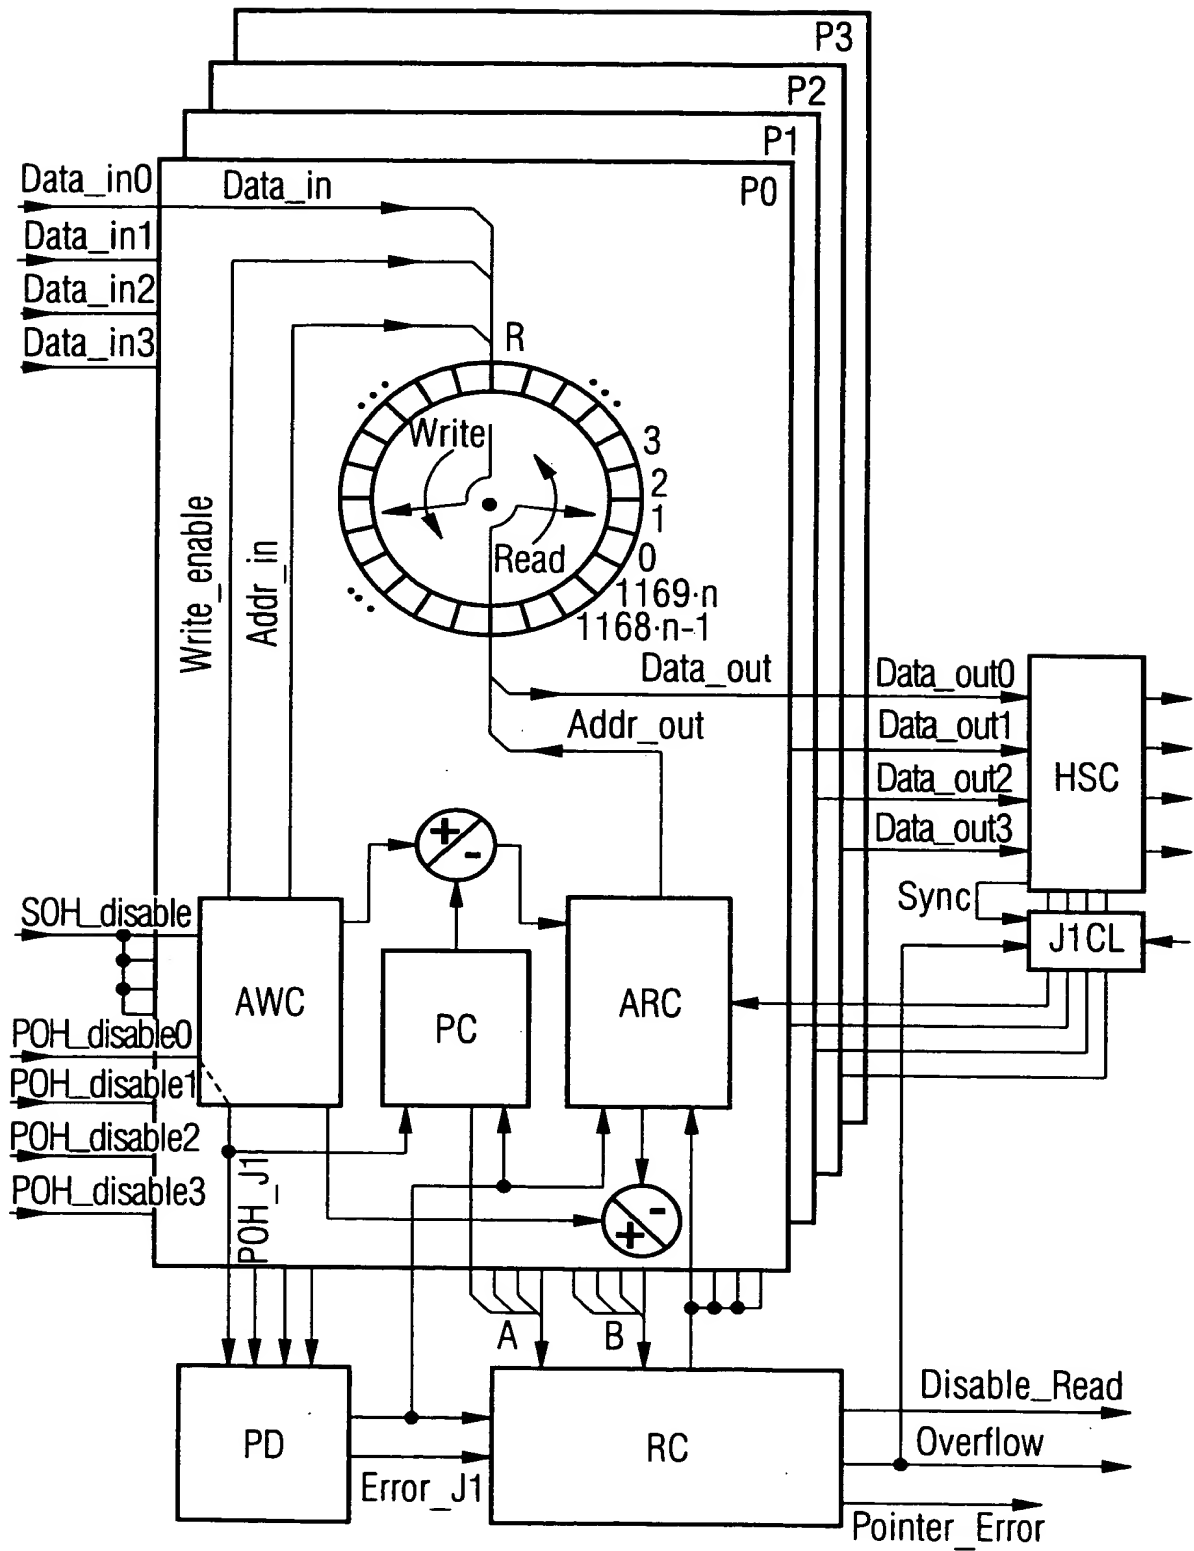 P3
P2
P1
P0
Data_in0
Data_in
Data_in1
Data_in2
Data_in3
R
Write
Read
3
2
1
0
1169·n
1168·n-1
Write_enable
Addr_in
Data_out
Addr_out
Data_out0
Data_out1
Data_out2
Data_out3
HSC
Sync
J1CL
+
-
SOH_disable
AWC
PC
ARC
POH_disable0
POH_disable1
POH_disable2
POH_disable3
POH_J1
-
+
A
B
PD
Error_J1
RC
Disable_Read
Overflow
Pointer_Error